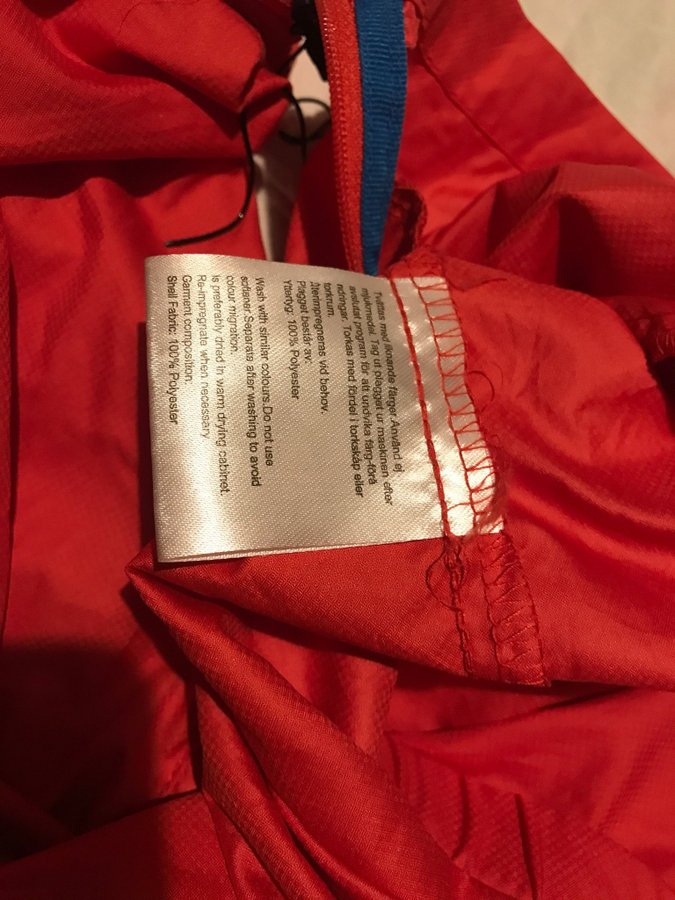 Tvättas med liknande färger Använd ej
mjukmedel. Tag ut plagget ur maskinen efter
avslutat program för att undvika färg-förä
ndringar. Torkas med fördel i torkskåp eller
torkrum.
Återimpregneras vid behov.
Plagget består av:
Yttertyg: 100% Polyester
Wash with similar colours.Do not use
softener.Separate after washing to avoid
colour migration.
Is preferably dried in warm drying cabinet.
Re-impregnate when necessary
Garment composition:
Shell Fabric: 100% Polyester